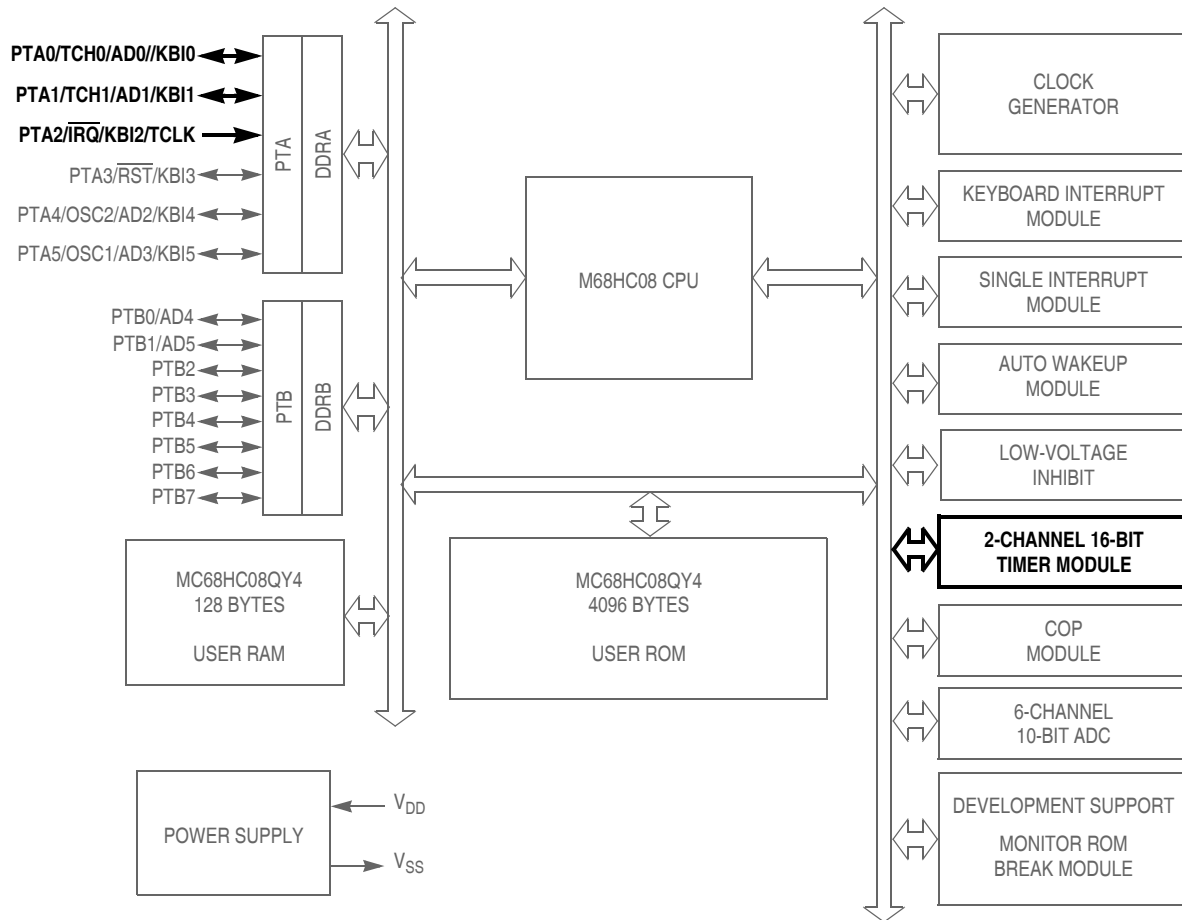 PTA0/TCH0/AD0//KBI0
PTA1/TCH1/AD1/KBI1
PTA2/IRQ/KBI2/TCLK
PTA3/RST/KBI3
PTA4/OSC2/AD2/KBI4
PTA5/OSC1/AD3/KBI5
PTA
DDRA
PTB0/AD4
PTB1/AD5
PTB2
PTB3
PTB4
PTB5
PTB6
PTB7
PTB
DDRB
M68HC08 CPU
MC68HC08QY4
128 BYTES
USER RAM
MC68HC08QY4
4096 BYTES
USER ROM
POWER SUPPLY
VDD
VSS
CLOCK
GENERATOR
KEYBOARD INTERRUPT
MODULE
SINGLE INTERRUPT
MODULE
AUTO WAKEUP
MODULE
LOW-VOLTAGE
INHIBIT
2-CHANNEL 16-BIT
TIMER MODULE
COP
MODULE
6-CHANNEL
10-BIT ADC
DEVELOPMENT SUPPORT
MONITOR ROM
BREAK MODULE